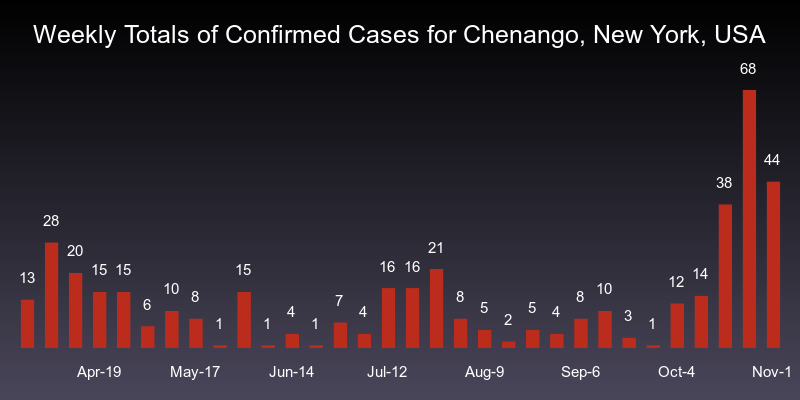 Weekly Totals of Confirmed Cases for Chenango, New York, USA
13 28 20 15 15 6 10 8 1 15 1 4 1 7 4 16 16 21 8 5 2 5 4 8 10 3 1 12 14 38 68 44
Apr-19 May-17 Jun-14 Jul-12 Aug-9 Sep-6 Oct-4 Nov-1